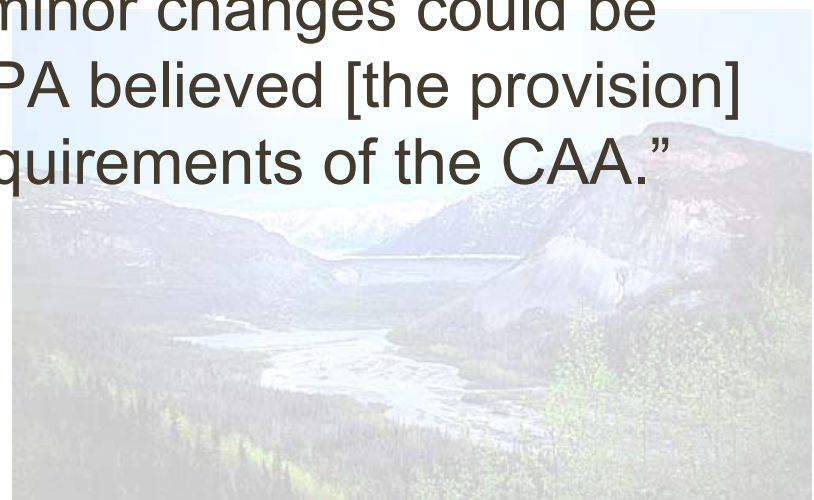 minor changes could be
PA believed [the provision]
quirements of the CAA.”